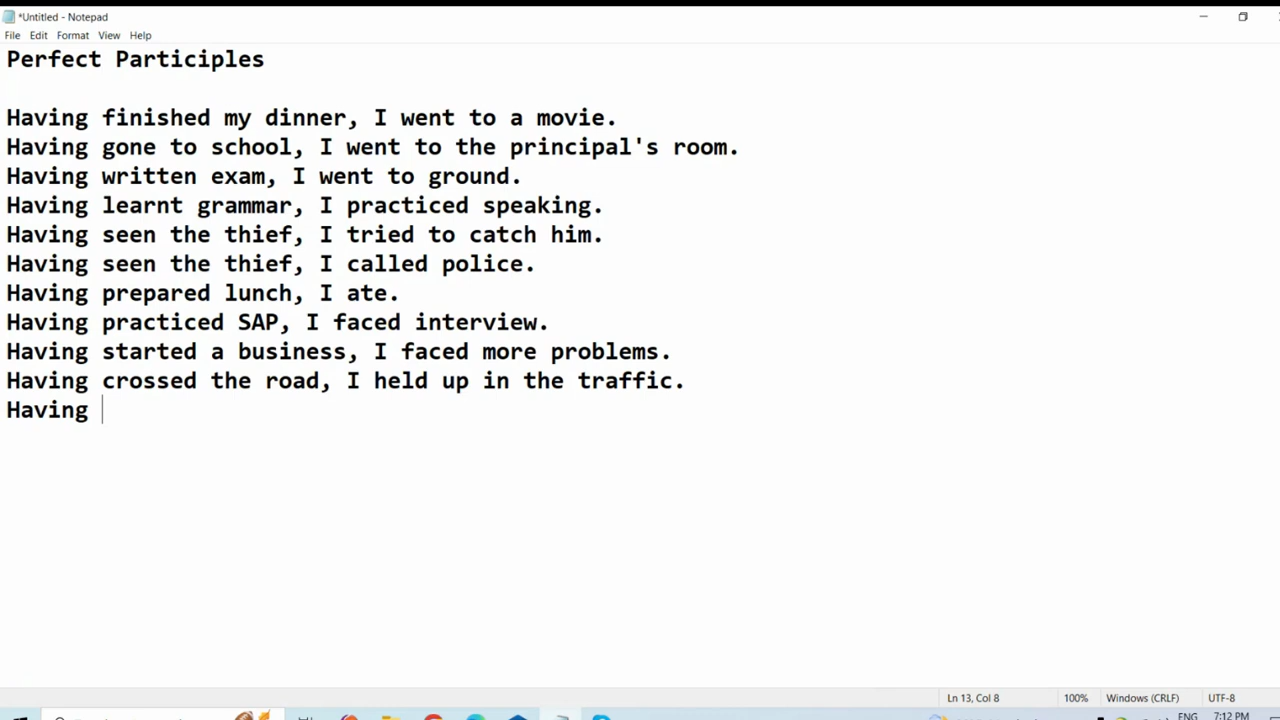 *Untitled - Notepad
File Edit Format View Help
Perfect Participles
Having finished my dinner, I went to a movie.
Having gone to school, I went to the principal's room.
Having written exam, I went to ground.
Having learnt grammar, I practiced speaking.
Having seen the thief, I tried to catch him.
Having seen the thief, I called police.
Having prepared lunch, I ate.
Having practiced SAP, I faced interview.
Having started a business, I faced more problems.
Having crossed the road, I held up in the traffic.
Having
Ln 13, Col 8 100% Windows (CRLF) UTF-8
ENG 7:12 PM